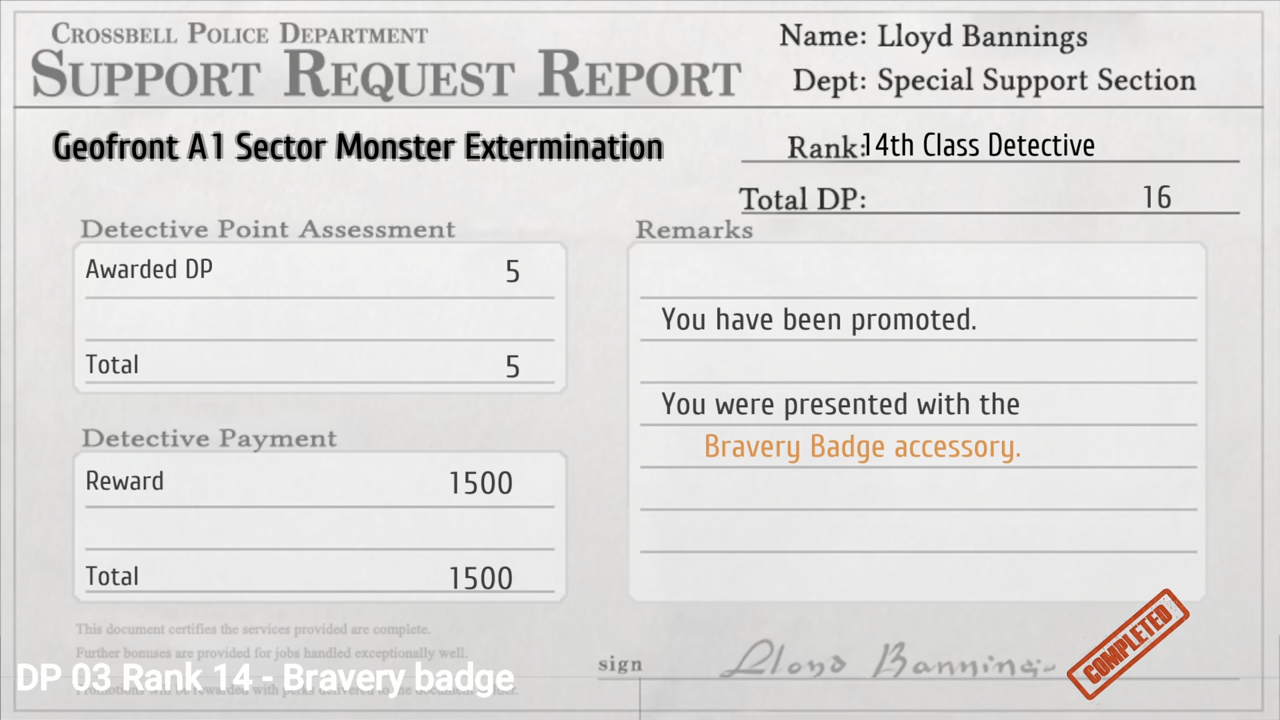 CROSSBELL POLICE DEPARTMENT
SUPPORT REQUEST REPORT
Name: Lloyd Bannings
Dept: Special Support Section
Geofront A1 Sector Monster Extermination
Rank: 14th Class Detective
Total DP: 16
Detective Point Assessment
Awarded DP 5
Total 5
Detective Payment
Reward 1500
Total 1500
Remarks
You have been promoted.
You were presented with the
Bravery Badge accessory.
This document certifies the services provided are complete.
Further bonuses are provided for jobs handled exceptionally well.
DP 03 Rank 14 - Bravery badge
sign Lloyd Bannings
COMPLETED